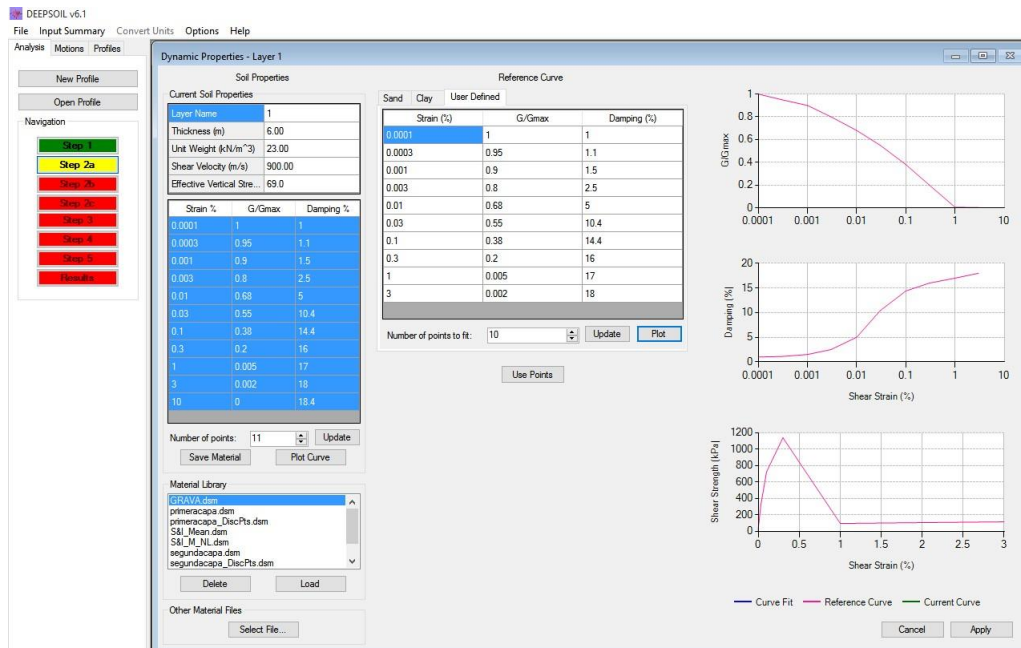 DEEPSOIL v6.1
File Input Summary Convert Units Options Help
Analysis Motions Profiles
New Profile
Open Profile
Navigation
Step 1
Step 2a
Step 2b
Step 2c
Step 3
Step 4
Step 5
Results
Dynamic Properties - Layer 1
Soil Properties
Current Soil Properties
Layer Name 1
Thickness (m) 6.00
Unit Weight (kN/m^3) 23.00
Shear Velocity (m/s) 900.00
Effective Vertical Stre... 69.0
Strain % G/Gmax Damping %
0.0001 1 1
0.0003 0.95 1.1
0.001 0.9 1.5
0.003 0.8 2.5
0.01 0.68 5
0.03 0.55 10.4
0.1 0.38 14.4
0.3 0.2 16
1 0.005 17
3 0.002 18
10 0 18.4
Number of points: 11 Update
Save Material Plot Curve
Material Library
GRAVA.dsm
primeracapa.dsm
primeracapa_DiscPts.dsm
S&I_Mean.dsm
S&I_M_NL.dsm
segundacapa.dsm
segundacapa_DiscPts.dsm
Delete Load
Other Material Files
Select File...
Reference Curve
Sand Clay User Defined
Strain (%) G/Gmax Damping (%)
0.0001 1 1
0.0003 0.95 1.1
0.001 0.9 1.5
0.003 0.8 2.5
0.01 0.68 5
0.03 0.55 10.4
0.1 0.38 14.4
0.3 0.2 16
1 0.005 17
3 0.002 18
Number of points to fit: 10 Update Plot
Use Points
G/Gmax
1
0.8
0.6
0.4
0.2
0
0.0001 0.001 0.01 0.1 1 10
Damping (%)
20
15
10
5
0
0.0001 0.001 0.01 0.1 1 10
Shear Strain (%)
Shear Strength (kPa)
1200
1000
800
600
400
200
0
0 0.5 1 1.5 2 2.5 3
Shear Strain (%)
Curve Fit Reference Curve Current Curve
Cancel Apply